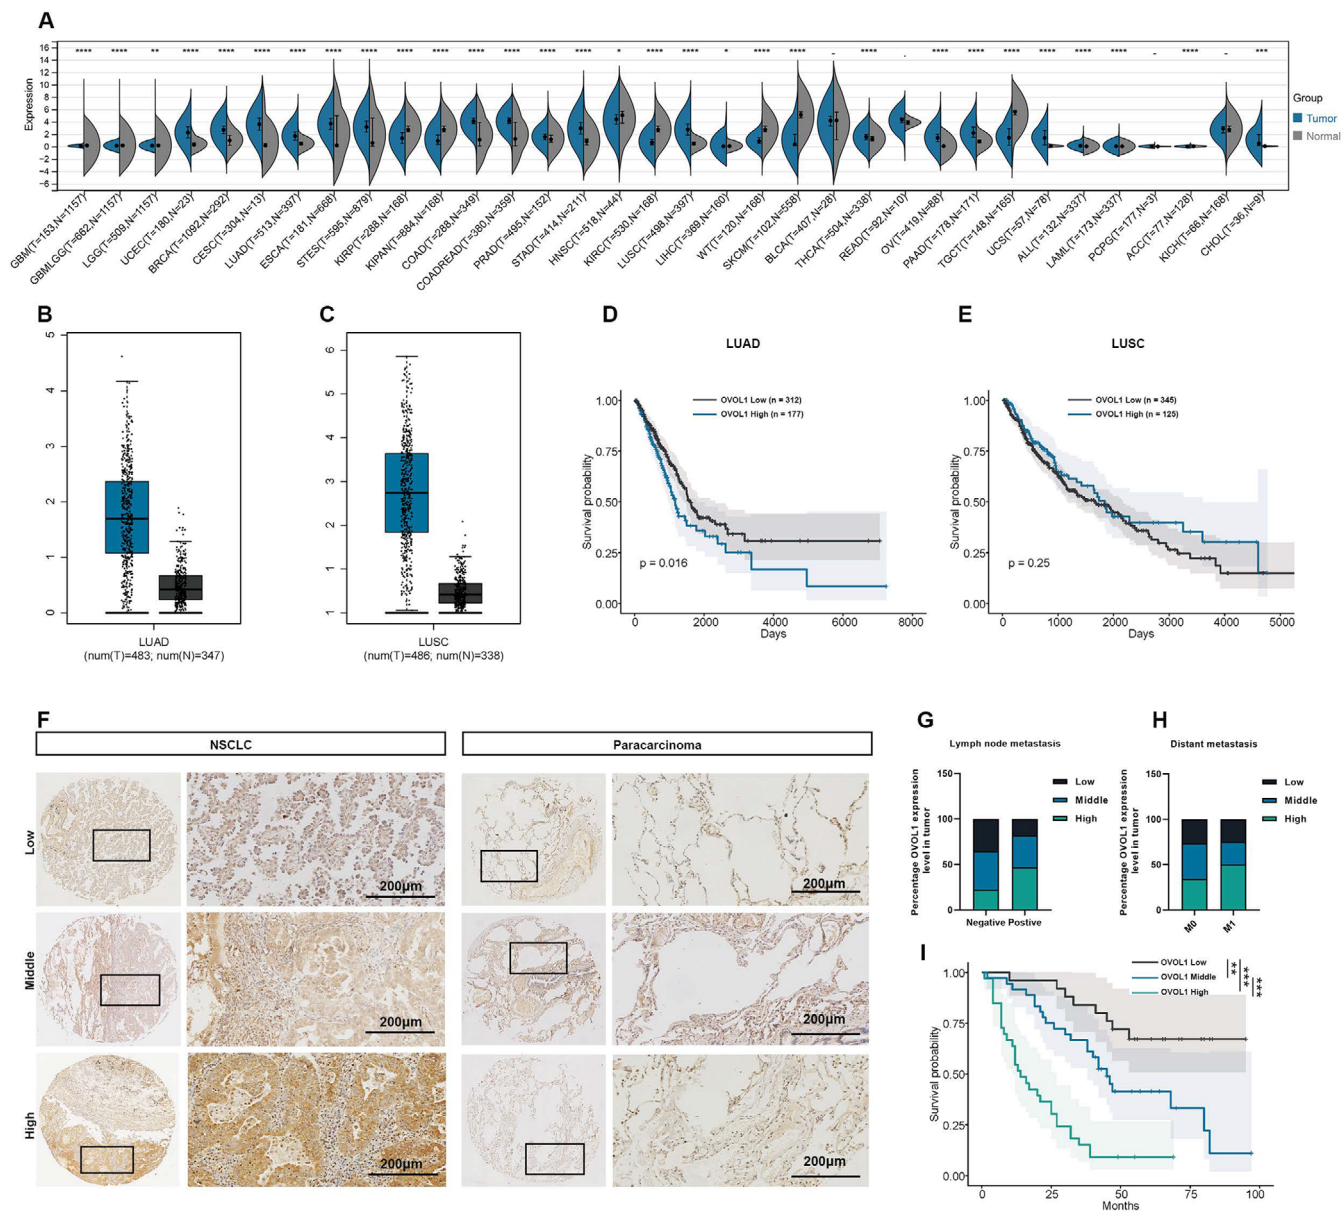 A
**** **** ** **** **** **** **** **** **** **** **** **** **** **** **** * **** **** * **** **** - **** - **** **** **** **** **** **** - **** - ***
Expression
16
14
12
10
8
6
4
2
0
−2
−4
−6
Group
Tumor
Normal
GBM(T=153,N=1157)
GBMLGG(T=662,N=1157)
LGG(T=509,N=1157)
UCEC(T=180,N=23)
BRCA(T=1092,N=292)
CESC(T=304,N=13)
LUAD(T=513,N=397)
ESCA(T=181,N=668)
STES(T=595,N=879)
KIRP(T=288,N=168)
KIPAN(T=884,N=168)
COAD(T=288,N=349)
COADREAD(T=380,N=359)
PRAD(T=495,N=152)
STAD(T=414,N=211)
HNSC(T=518,N=44)
KIRC(T=530,N=168)
LUSC(T=498,N=397)
LIHC(T=369,N=160)
WT(T=120,N=168)
SKCM(T=102,N=558)
BLCA(T=407,N=28)
THCA(T=504,N=338)
READ(T=92,N=10)
OV(T=419,N=88)
PAAD(T=178,N=171)
TGCT(T=148,N=165)
UCS(T=57,N=78)
ALL(T=132,N=337)
LAML(T=173,N=337)
PCPG(T=177,N=3)
ACC(T=77,N=128)
KICH(T=66,N=168)
CHOL(T=36,N=9)
B
5
4
3
2
1
0
LUAD
(num(T)=483; num(N)=347)
C
6
5
4
3
2
1
1
LUSC
(num(T)=486; num(N)=338)
D
LUAD
OVOL1 Low (n = 312)
OVOL1 High (n = 177)
Survival probability
1.00
0.75
0.50
0.25
0.00
p = 0.016
0 2000 4000 6000 8000
Days
E
LUSC
OVOL1 Low (n = 345)
OVOL1 High (n = 125)
Survival probability
1.00
0.75
0.50
0.25
0.00
p = 0.25
0 1000 2000 3000 4000 5000
Days
F
NSCLC
Paracarcinoma
Low
200μm
200μm
Middle
200μm
200μm
High
200μm
200μm
G
Lymph node metastasis
Percentage OVOL1 expression
level in tumor
150
100
50
0
Low
Middle
High
Negative Postive
H
Distant metastasis
Percentage OVOL1 expression
level in tumor
150
100
50
0
Low
Middle
High
M0 M1
I
OVOL1 Low
OVOL1 Middle
OVOL1 High
**
***
***
Survival probability
1.00
0.75
0.50
0.25
0.00
0 25 50 75 100
Months